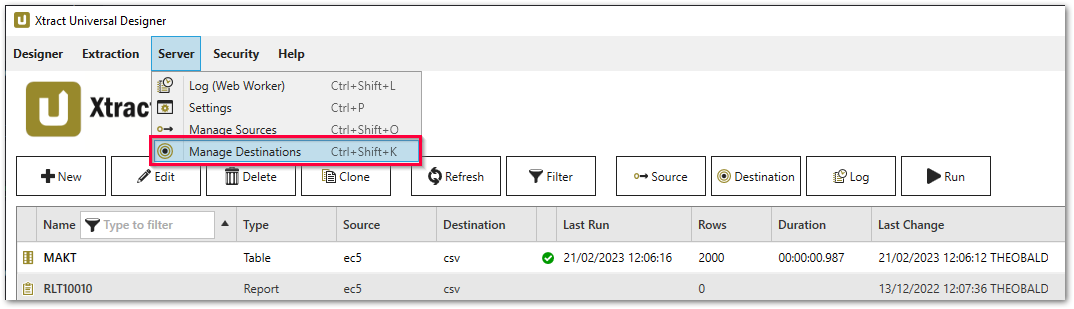 Xtract Universal Designer
Designer Extraction Server Security Help
Log (Web Worker) Ctrl+Shift+L
Settings Ctrl+P
Xtract
Manage Sources Ctrl+Shift+O
Manage Destinations Ctrl+Shift+K
New Edit Delete Clone Refresh Filter Source Destination Log Run
Name Type to filter Type Source Destination Last Run Rows Duration Last Change
MAKT Table ec5 csv 21/02/2023 12:06:16 2000 00:00:00.987 21/02/2023 12:06:12 THEOBALD
RLT10010 Report ec5 csv 0 13/12/2022 12:07:36 THEOBALD